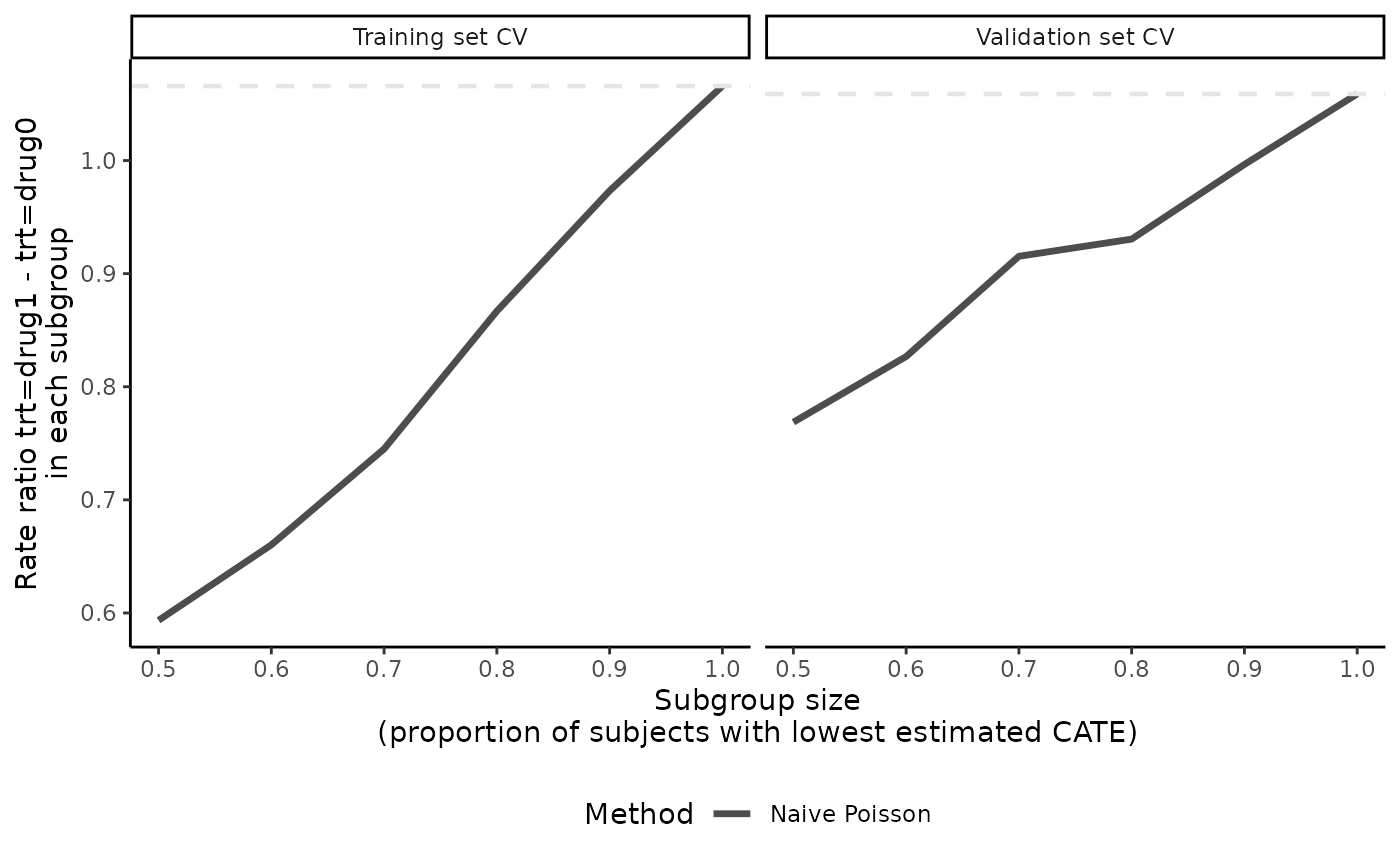 Training set CV
Validation set CV
Rate ratio trt=drug1 - trt=drug0
in each subgroup
1.0
0.9
0.8
0.7
0.6
0.5 0.6 0.7 0.8 0.9 1.0
0.5 0.6 0.7 0.8 0.9 1.0
Subgroup size
(proportion of subjects with lowest estimated CATE)
Method Naive Poisson